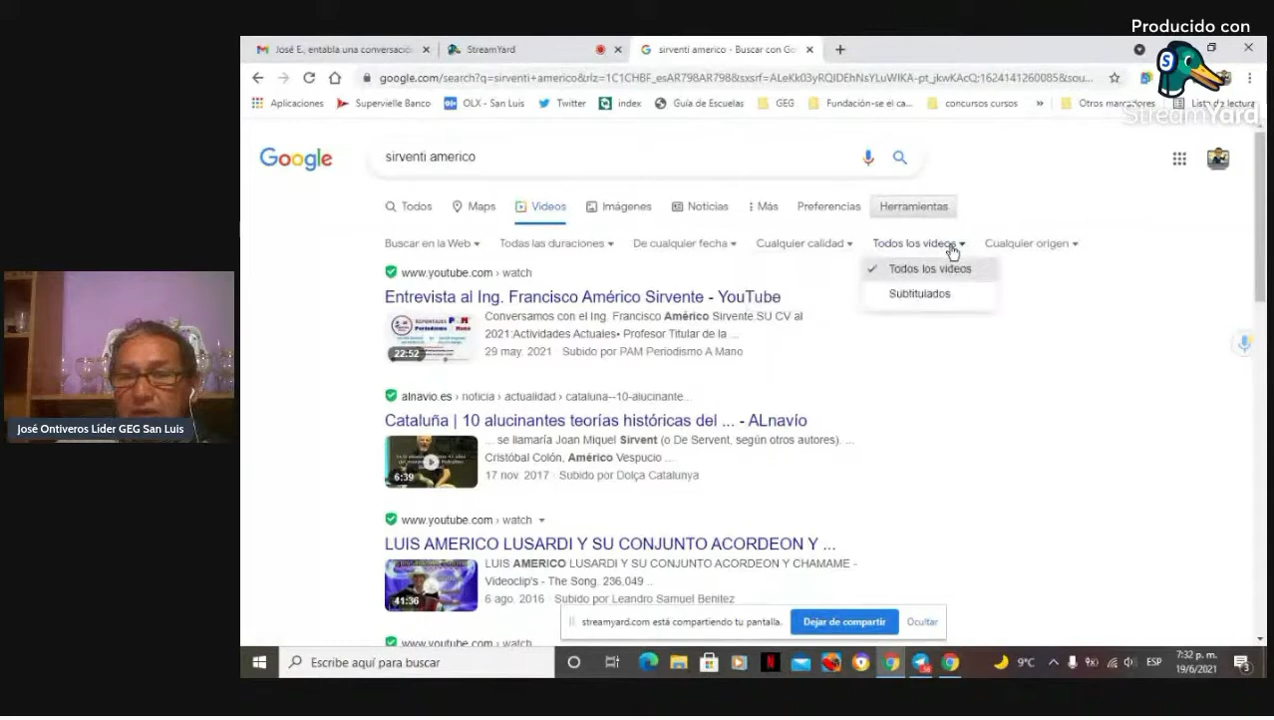 Producido con
StreamYard
José E., entabla una conversació
StreamYard
sirventi americo - Buscar con Go
google.com/search?q=sirventi+americo&rlz=1C1CHBF_esAR798AR798&sxsrf=ALeKk03yRQIDEhNsYLuWIKA-pt_jkwKAcQ:1624141260085&sou...
Aplicaciones
Supervielle Banco
OLX - San Luis
Twitter
index
Guía de Escuelas
GEG
Fundación-se el ca...
concursos cursos
»
Otros marcadores
Lista de lectura
Google
sirventi americo
Todos
Maps
Videos
Imágenes
Noticias
Más
Preferencias
Herramientas
Buscar en la Web
Todas las duraciones
De cualquier fecha
Cualquier calidad
Todos los videos
Cualquier origen
Todos los videos
Subtitulados
www.youtube.com › watch
Entrevista al Ing. Francisco Américo Sirvente - YouTube
Conversamos con el Ing. Francisco Américo Sirvente.SU CV al
2021:Actividades Actuales• Profesor Titular de la ...
29 may. 2021 · Subido por PAM Periodismo A Mano
22:52
alnavio.es › noticia › actualidad › cataluna--10-alucinante...
Cataluña | 10 alucinantes teorías históricas del ... - ALnavío
... se llamaría Joan Miquel Sirvent (o De Servent, según otros autores). ...
Cristóbal Colón, Américo Vespucio ...
17 nov. 2017 · Subido por Dolça Catalunya
6:39
www.youtube.com › watch
LUIS AMERICO LUSARDI Y SU CONJUNTO ACORDEON Y ...
LUIS AMERICO LUSARDI Y SU CONJUNTO ACORDEON Y CHAMAME -
Videoclip's - The Song. 236,049 ...
6 ago. 2016 · Subido por Leandro Samuel Benitez
41:36
www.youtube.com › watch
streamyard.com está compartiendo tu pantalla.
Dejar de compartir
Ocultar
José Ontiveros Líder GEG San Luis
Escribe aquí para buscar
9°C
ESP
7:32 p. m.
19/6/2021
3